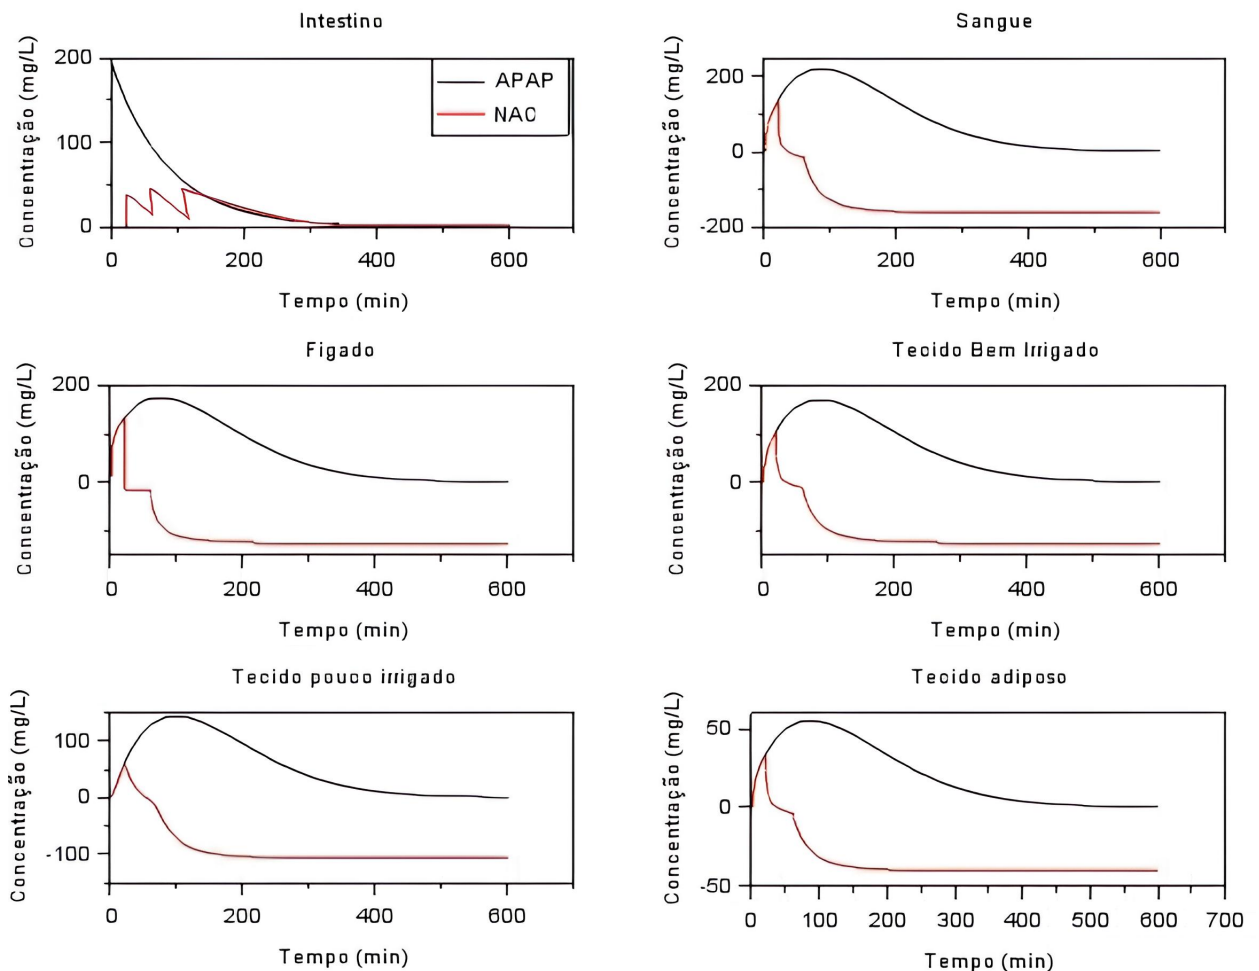 Intestino
Concentração (mg/L)
200
100
0
APAP
NAC
0 200 400 600
Tempo (min)
Sangue
Concentração (mg/L)
200
0
-200
0 200 400 600
Tempo (min)
Fígado
Concentração (mg/L)
200
0
0 200 400 600
Tempo (min)
Tecido Bem Irrigado
Concentração (mg/L)
200
0
0 200 400 600
Tempo (min)
Tecido pouco irrigado
Concentração (mg/L)
100
0
-100
0 200 400 600
Tempo (min)
Tecido adiposo
Concentração (mg/L)
50
0
-50
0 100 200 300 400 500 600 700
Tempo (min)